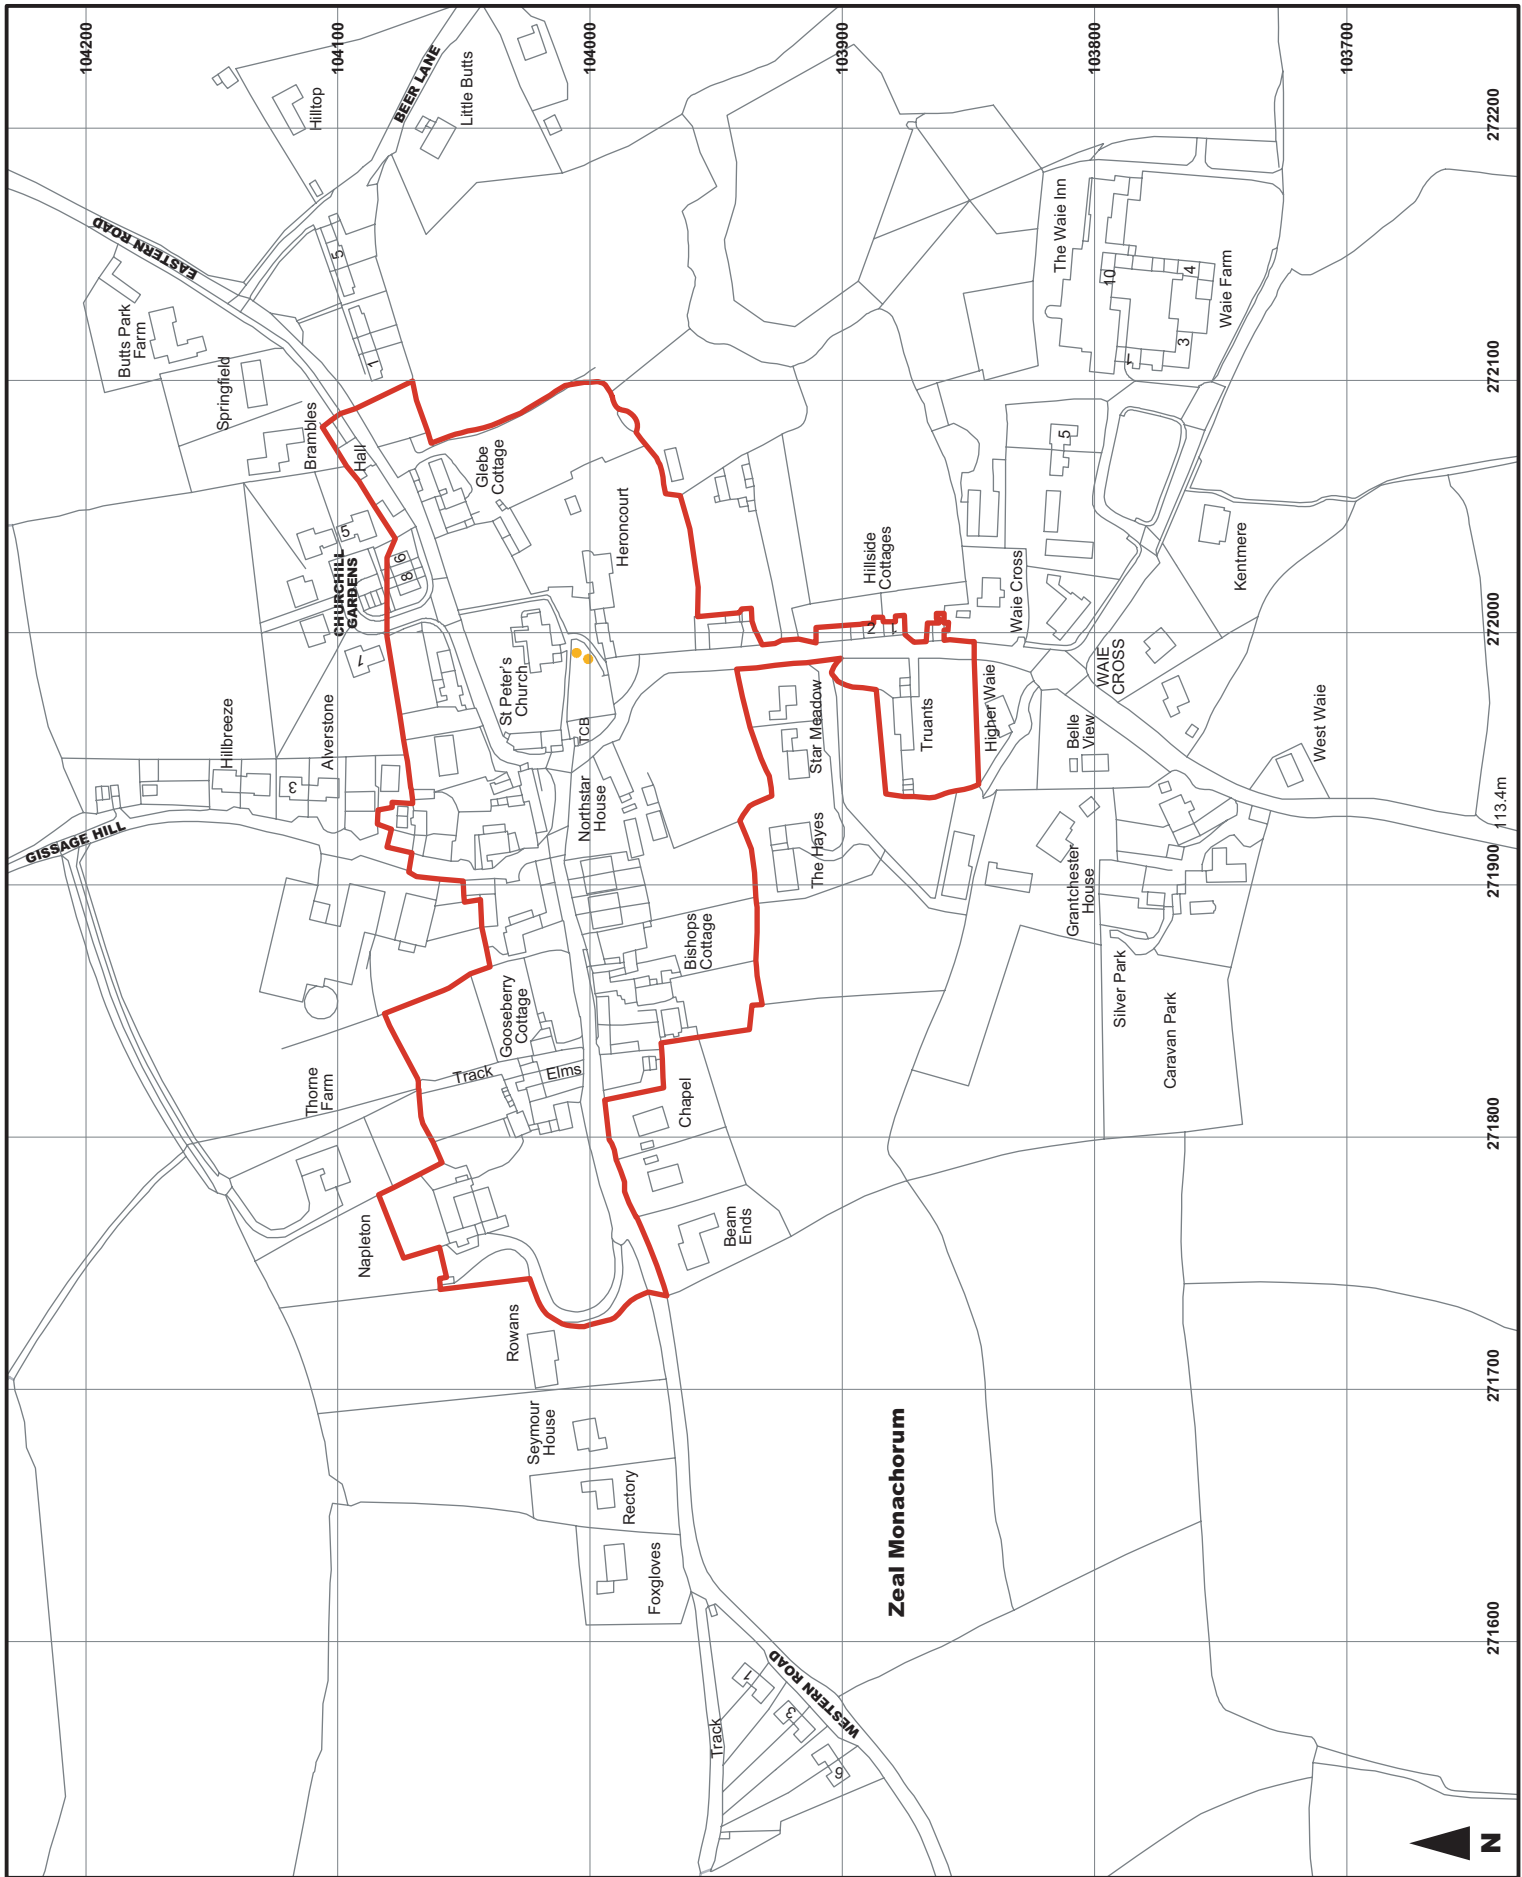 104200
104100
104000
103900
103800
103700
272200
272100
272000
271900
271800
271700
271600
Hilltop
BEER LANE
Little Butts
EASTERN ROAD
Butts Park
Farm
5
1
Springfield
Brambles
Hall
Glebe
Cottage
Heroncourt
5
CHURCHILL
GARDENS
8
6
1
The Waie Inn
10
4
Waie Farm
1
3
5
Hillside
Cottages
2
1
Waie Cross
Kentmere
WAIE
CROSS
St Peter's
Church
TCB
Star Meadow
Truants
Higher Waie
Belle
View
West Waie
113.4m
Hillbreeze
Alverstone
3
GISSAGE HILL
Northstar
House
The Hayes
Grantchester
House
Silver Park
Caravan Park
Bishops
Cottage
Gooseberry
Cottage
Track
Elms
Chapel
Thorne
Farm
Napleton
Beam
Ends
Rowans
Seymour
House
Rectory
Foxgloves
Zeal Monachorum
Track
1
3
6
WESTERN ROAD
N